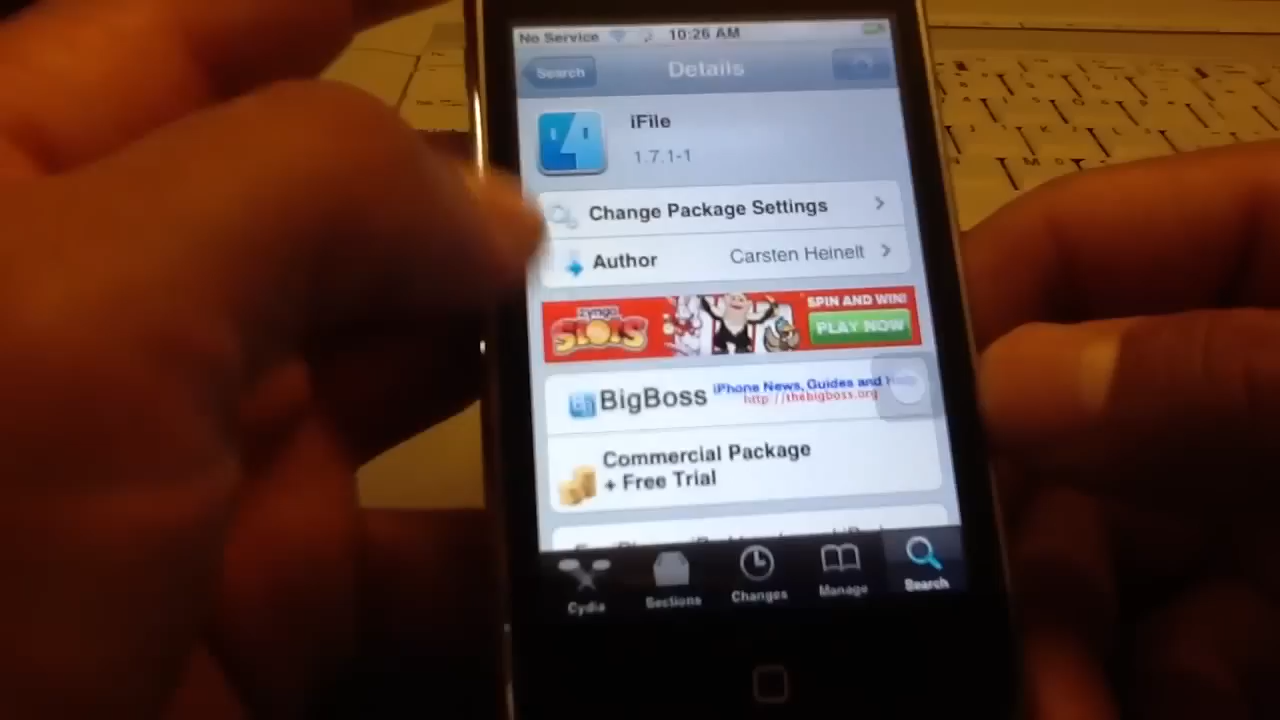 No Service 10:26 AM
Search Details
iFile
1.7.1-1
Change Package Settings
Author Carsten Heinelt
zynga SLOTS SPIN AND WIN! PLAY NOW
BigBoss iPhone News, Guides and
http://thebigboss.org
Commercial Package
+ Free Trial
Cydia Sections Changes Manage Search